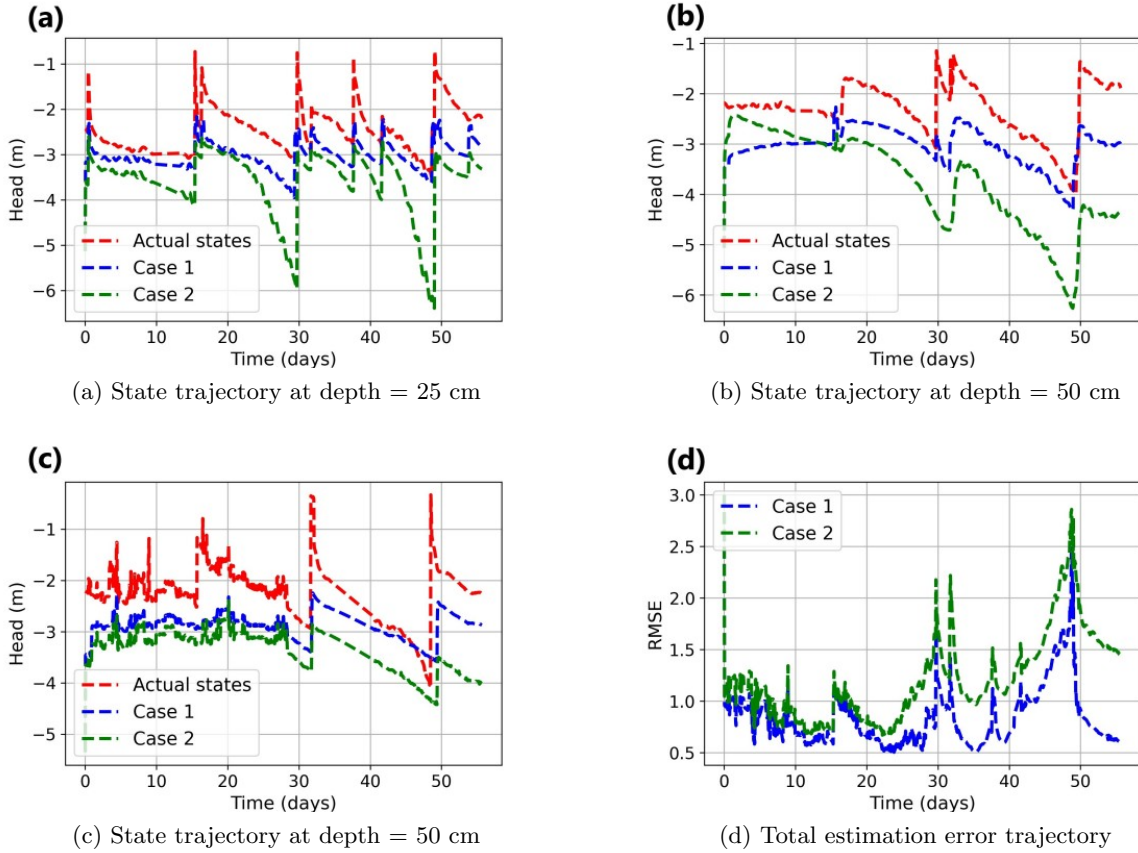 (a)
Head (m)
−1
−2
−3
−4
−5
−6
Actual states
Case 1
Case 2
0 10 20 30 40 50
Time (days)
(a) State trajectory at depth = 25 cm
(b)
Head (m)
−1
−2
−3
−4
−5
−6
Actual states
Case 1
Case 2
0 10 20 30 40 50
Time (days)
(b) State trajectory at depth = 50 cm
(c)
Head (m)
−1
−2
−3
−4
−5
Actual states
Case 1
Case 2
0 10 20 30 40 50
Time (days)
(c) State trajectory at depth = 50 cm
(d)
RMSE
3.0
2.5
2.0
1.5
1.0
0.5
Case 1
Case 2
0 10 20 30 40 50
Time (days)
(d) Total estimation error trajectory